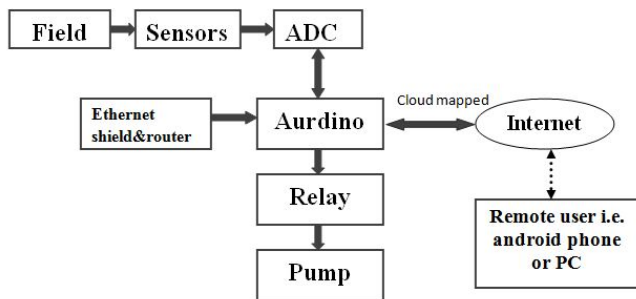 Field
Sensors
ADC
Ethernet
shield&router
Aurdino
Cloud mapped
Internet
Relay
Remote user i.e.
android phone
or PC
Pump